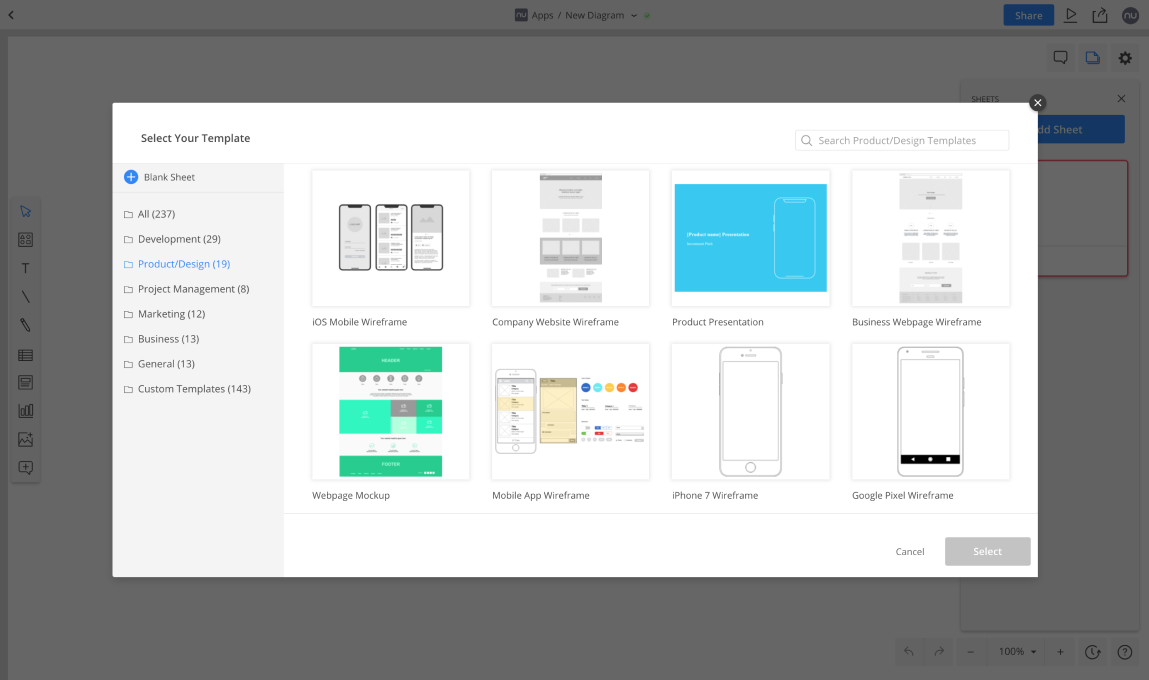 nu Apps / New Diagram
Share
nu
SHEETS
dd Sheet
Select Your Template
Search Product/Design Templates
Blank Sheet
All (237)
Development (29)
Product/Design (19)
Project Management (8)
Marketing (12)
Business (13)
General (13)
Custom Templates (143)
[Product name] Presentation
iOS Mobile Wireframe
Company Website Wireframe
Product Presentation
Business Webpage Wireframe
HEADER
FOOTER
Webpage Mockup
Mobile App Wireframe
iPhone 7 Wireframe
Google Pixel Wireframe
Cancel
Select
T
100%